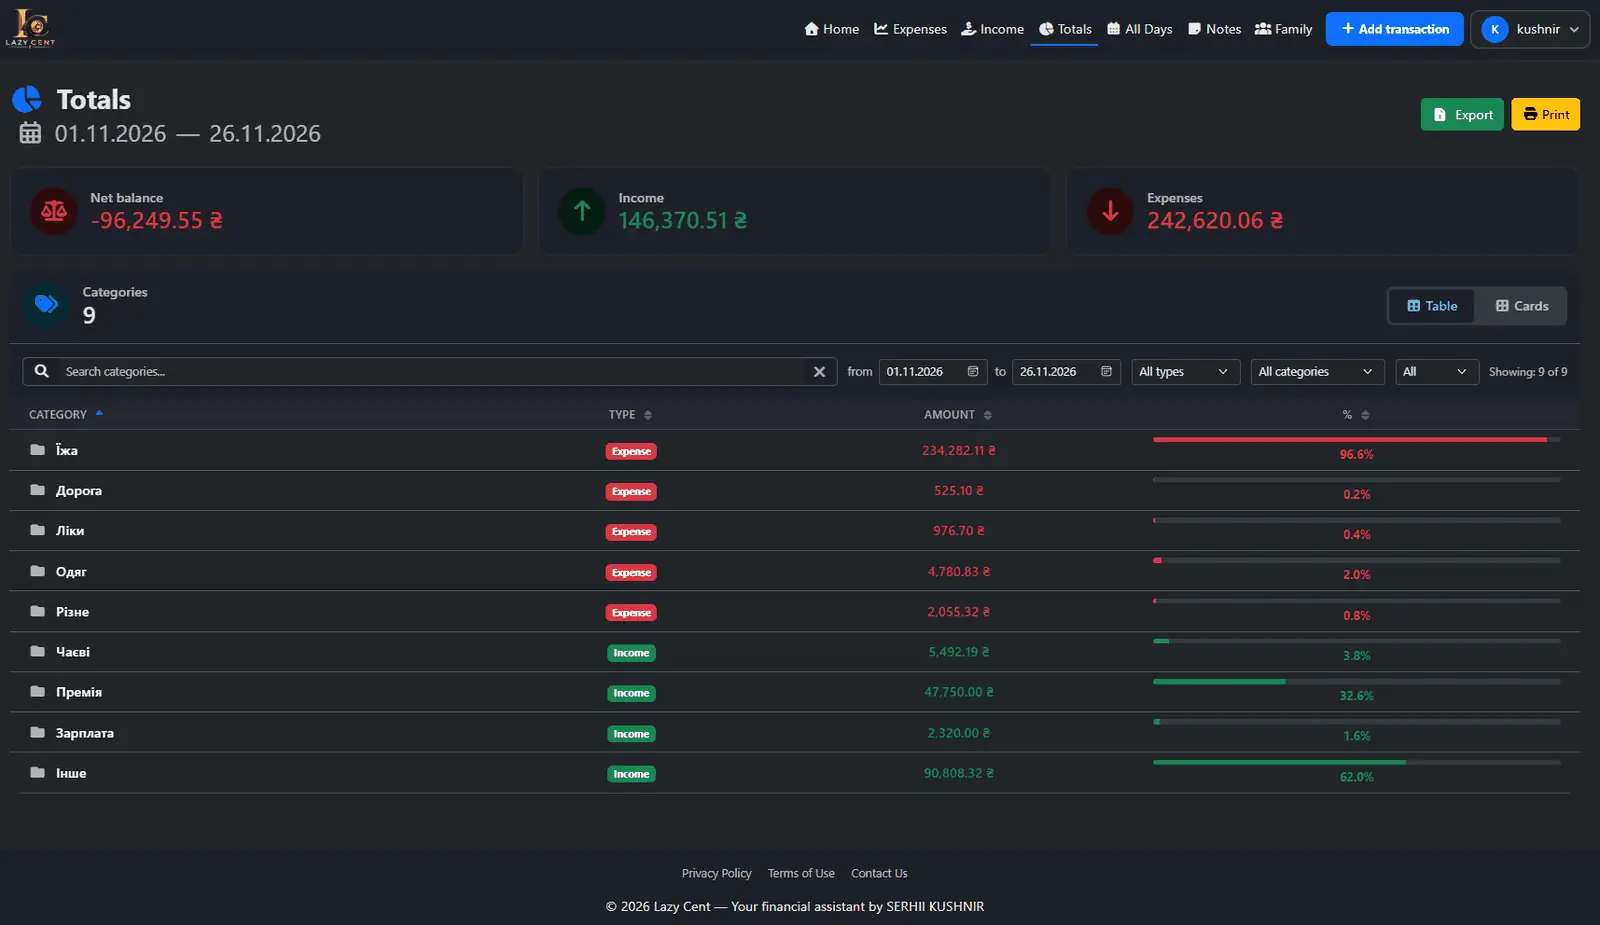 LAZY CENT
Home Expenses Income Totals All Days Notes Family + Add transaction K kushnir
Totals
01.11.2026 — 26.11.2026
Export Print
Net balance
-96,249.55 ₴
Income
146,370.51 ₴
Expenses
242,620.06 ₴
Categories
9
Table Cards
Search categories... from 01.11.2026 to 26.11.2026 All types All categories All Showing: 9 of 9
CATEGORY TYPE AMOUNT %
Їжа Expense 234,282.11 ₴ 96.6%
Дорога Expense 525.10 ₴ 0.2%
Ліки Expense 976.70 ₴ 0.4%
Одяг Expense 4,780.83 ₴ 2.0%
Різне Expense 2,055.32 ₴ 0.8%
Чаєві Income 5,492.19 ₴ 3.8%
Премія Income 47,750.00 ₴ 32.6%
Зарплата Income 2,320.00 ₴ 1.6%
Інше Income 90,808.32 ₴ 62.0%
Privacy Policy Terms of Use Contact Us
© 2026 Lazy Cent — Your financial assistant by SERHII KUSHNIR